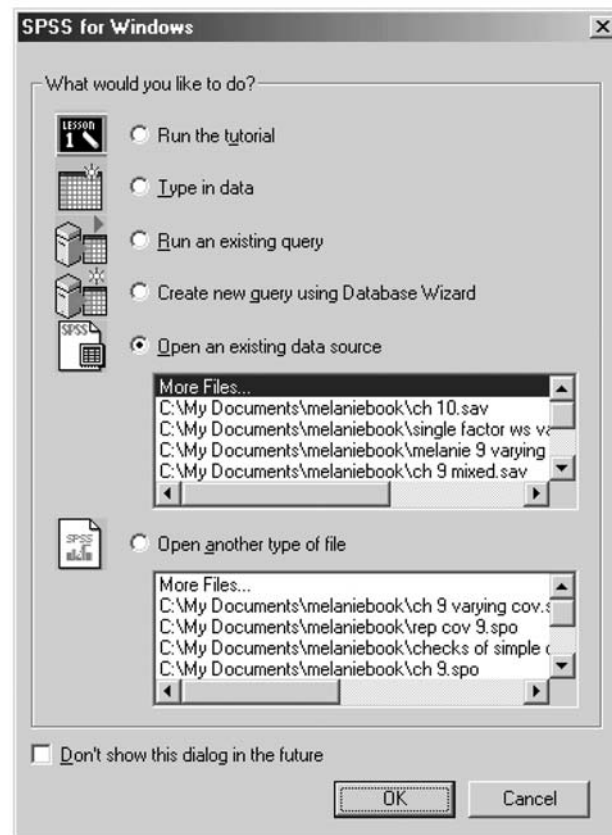 SPSS for Windows
What would you like to do?
LESSON
1
Run the tutorial
Type in data
Run an existing query
Create new query using Database Wizard
SPSS
Open an existing data source
More Files...
C:\My Documents\melaniebook\ch 10.sav
C:\My Documents\melaniebook\single factor ws va
C:\My Documents\melaniebook\melanie 9 varying
C:\My Documents\melaniebook\ch 9 mixed.sav
SPSS
Open another type of file
More Files...
C:\My Documents\melaniebook\ch 9 varying cov.s
C:\My Documents\melaniebook\rep cov 9.spo
C:\My Documents\melaniebook\checks of simple
C:\My Documents\melaniebook\ch 9.spo
Don't show this dialog in the future
OK
Cancel